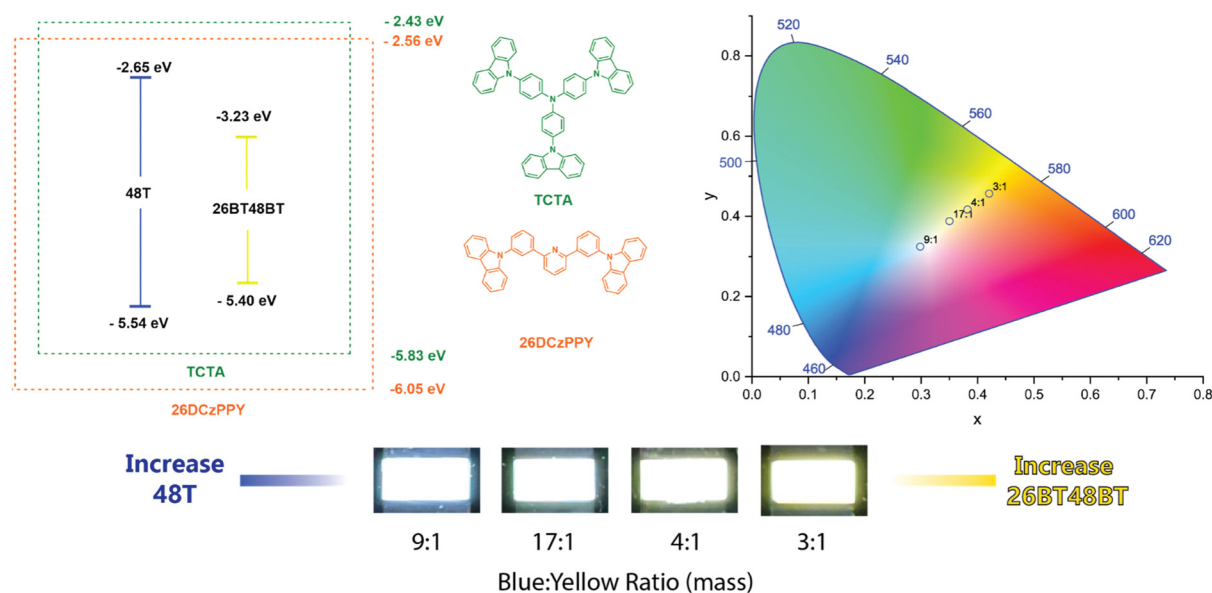 - 2.43 eV
- 2.56 eV
-2.65 eV
-3.23 eV
48T
26BT48BT
- 5.40 eV
- 5.54 eV
-5.83 eV
TCTA
-6.05 eV
26DCzPPY
N
N
N
N
TCTA
N
N
N
26DCzPPY
y
0.8
0.6
0.4
0.2
0.0
0.0 0.1 0.2 0.3 0.4 0.5 0.6 0.7 0.8
x
520
540
560
500
580
600
620
480
460
3:1
4:1
17:1
9:1
Increase
48T
Increase
26BT48BT
9:1 17:1 4:1 3:1
Blue:Yellow Ratio (mass)